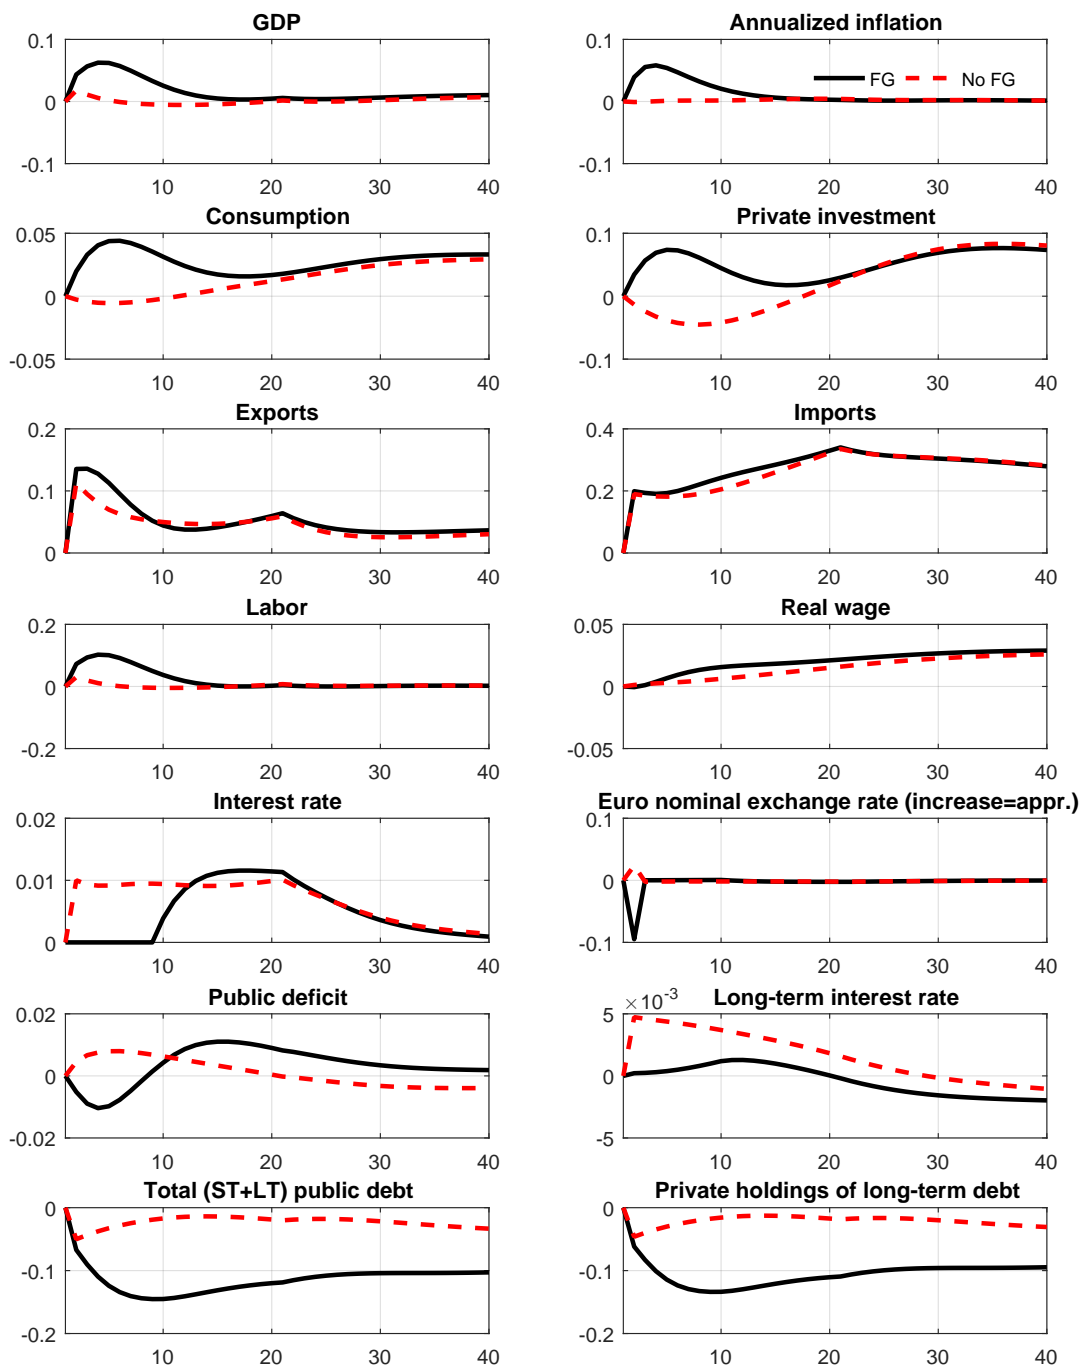 GDP
0.1
0
-0.1
10 20 30 40
Annualized inflation
FG No FG
0.1
0
-0.1
10 20 30 40
Consumption
0.05
0
-0.05
10 20 30 40
Private investment
0.1
0
-0.1
10 20 30 40
Exports
0.2
0.1
0
10 20 30 40
Imports
0.4
0.2
0
10 20 30 40
Labor
0.2
0
-0.2
10 20 30 40
Real wage
0.05
0
-0.05
10 20 30 40
Interest rate
0.02
0.01
0
10 20 30 40
Euro nominal exchange rate (increase=appr.)
0.1
0
-0.1
10 20 30 40
Public deficit
0.02
0
-0.02
10 20 30 40
Long-term interest rate
×10⁻³
5
0
-5
10 20 30 40
Total (ST+LT) public debt
0
-0.1
-0.2
10 20 30 40
Private holdings of long-term debt
0
-0.1
-0.2
10 20 30 40